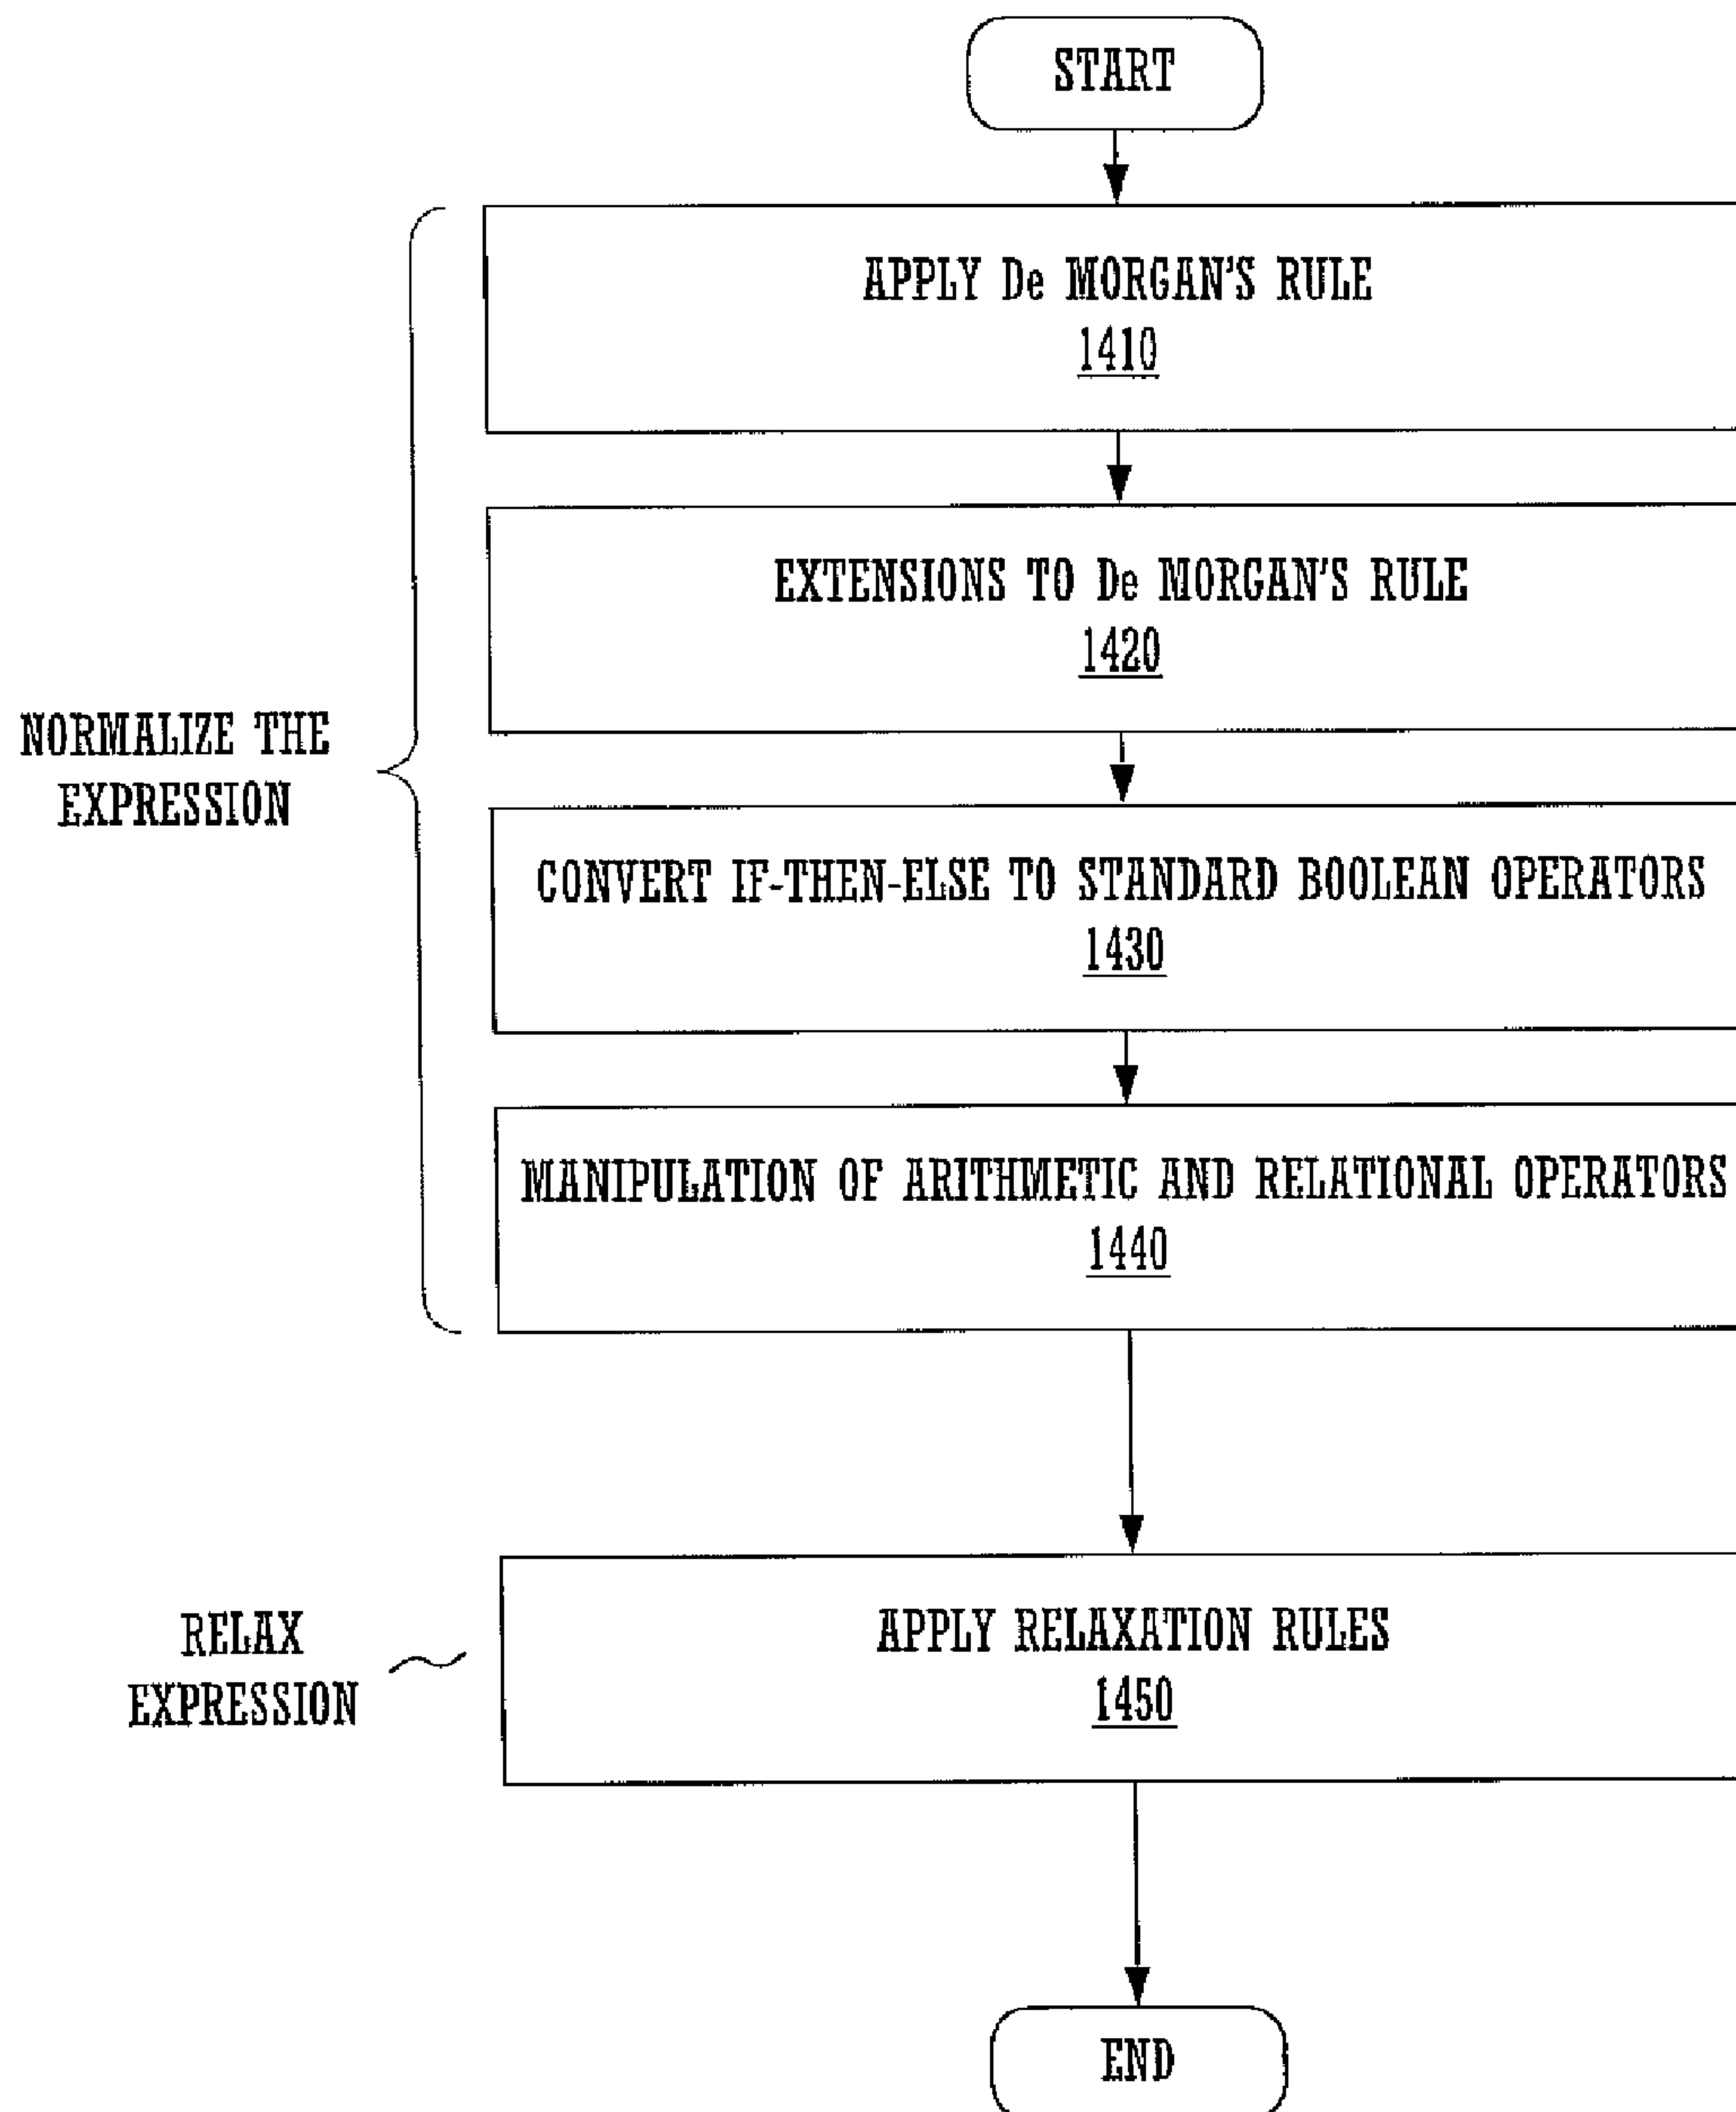 START
APPLY De MORGAN'S RULE
1410
EXTENSIONS TO De MORGAN'S RULE
1420
NORMALIZE THE
EXPRESSION
CONVERT IF-THEN-ELSE TO STANDARD BOOLEAN OPERATORS
1430
MANIPULATION OF ARITHMETIC AND RELATIONAL OPERATORS
1440
RELAX
EXPRESSION
APPLY RELAXATION RULES
1450
END